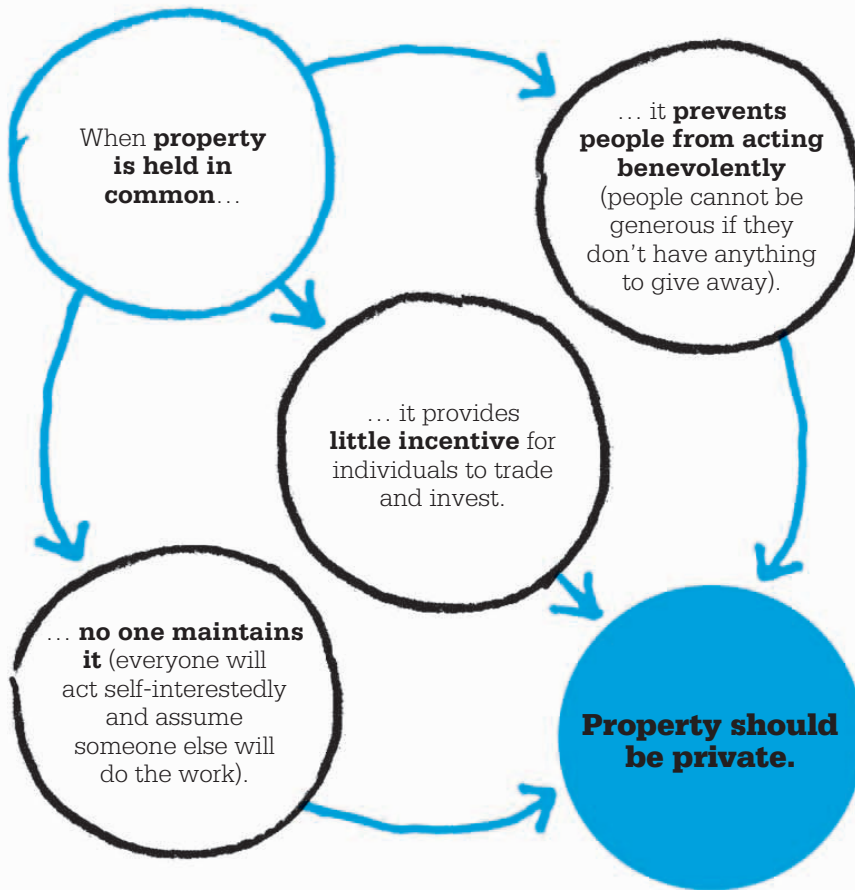 When property
is held in
common…
… it prevents
people from acting
benevolently
(people cannot be
generous if they
don’t have anything
to give away).
… it provides
little incentive for
individuals to trade
and invest.
… no one maintains
it (everyone will
act self-interestedly
and assume
someone else will
do the work).
Property should
be private.